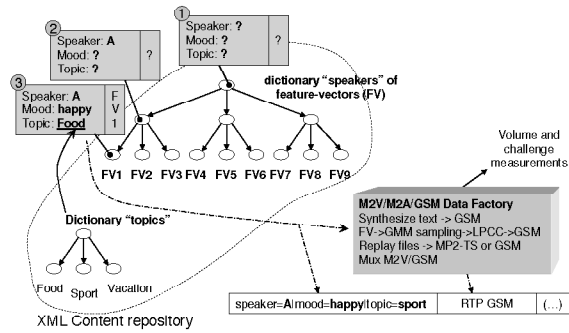 1
Speaker: ?
Mood: ?
Topic: ?
?
2
Speaker: A
Mood: ?
Topic: ?
?
3
Speaker: A
Mood: happy
Topic: Food
F
V
1
dictionary "speakers" of
feature-vectors (FV)
FV1 FV2 FV3 FV4 FV5 FV6 FV7 FV8 FV9
Volume and
challenge
measurements
M2V/M2A/GSM Data Factory
Synthesize text -> GSM
FV->GMM sampling->LPCC->GSM
Replay files -> MP2-TS or GSM
Mux M2V/GSM
Dictionary "topics"
Food Sport Vacation
speaker=A|mood=happy|topic=sport RTP GSM (...)
XML Content repository